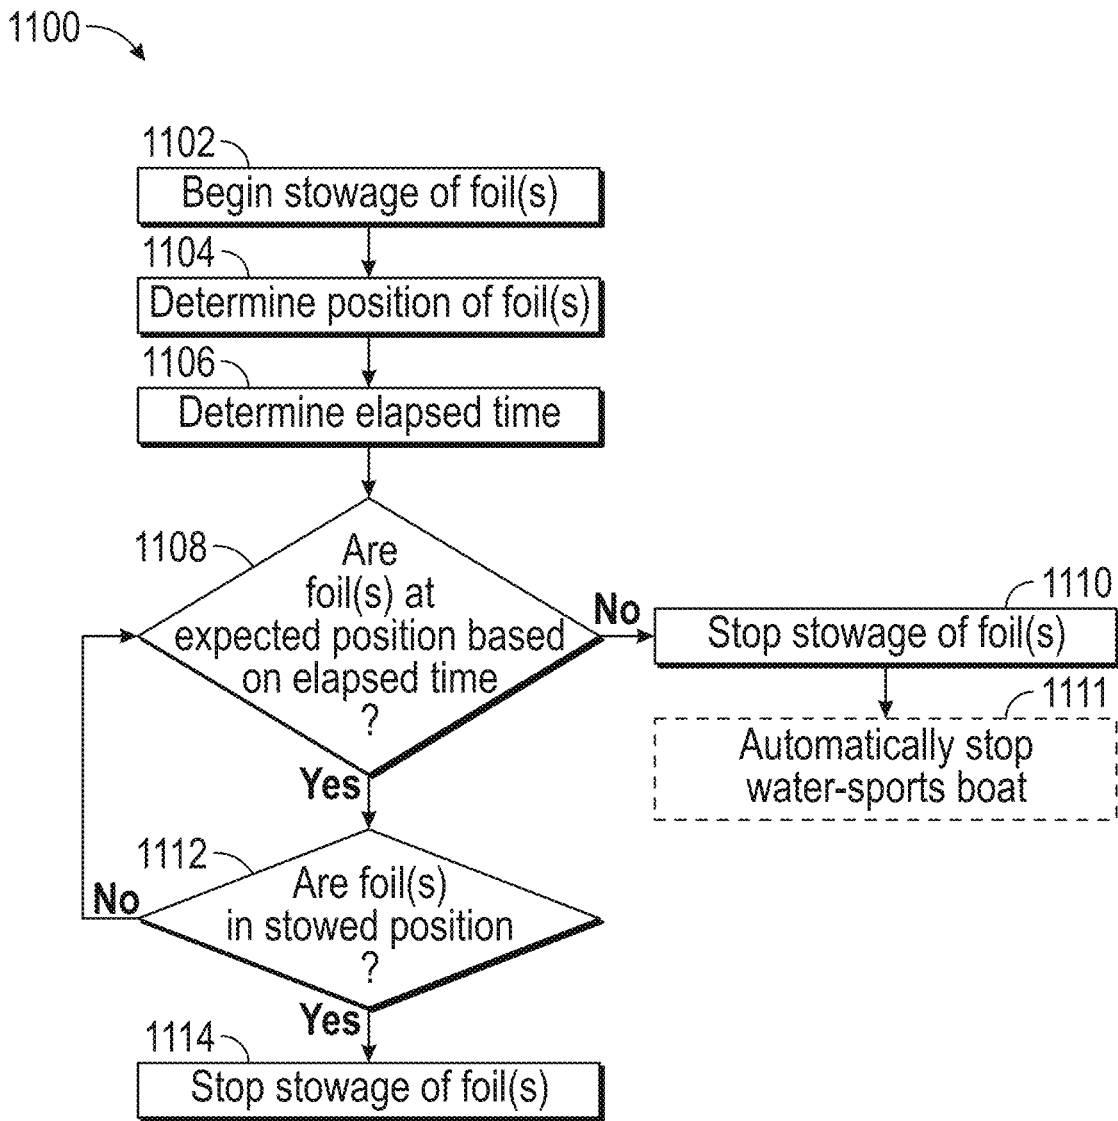 1100
1102
Begin stowage of foil(s)
1104
Determine position of foil(s)
1106
Determine elapsed time
1108
Are
foil(s) at
expected position based
on elapsed time
?
No
1110
Stop stowage of foil(s)
1111
Automatically stop
water-sports boat
Yes
1112
Are foil(s)
in stowed position
?
No
Yes
1114
Stop stowage of foil(s)